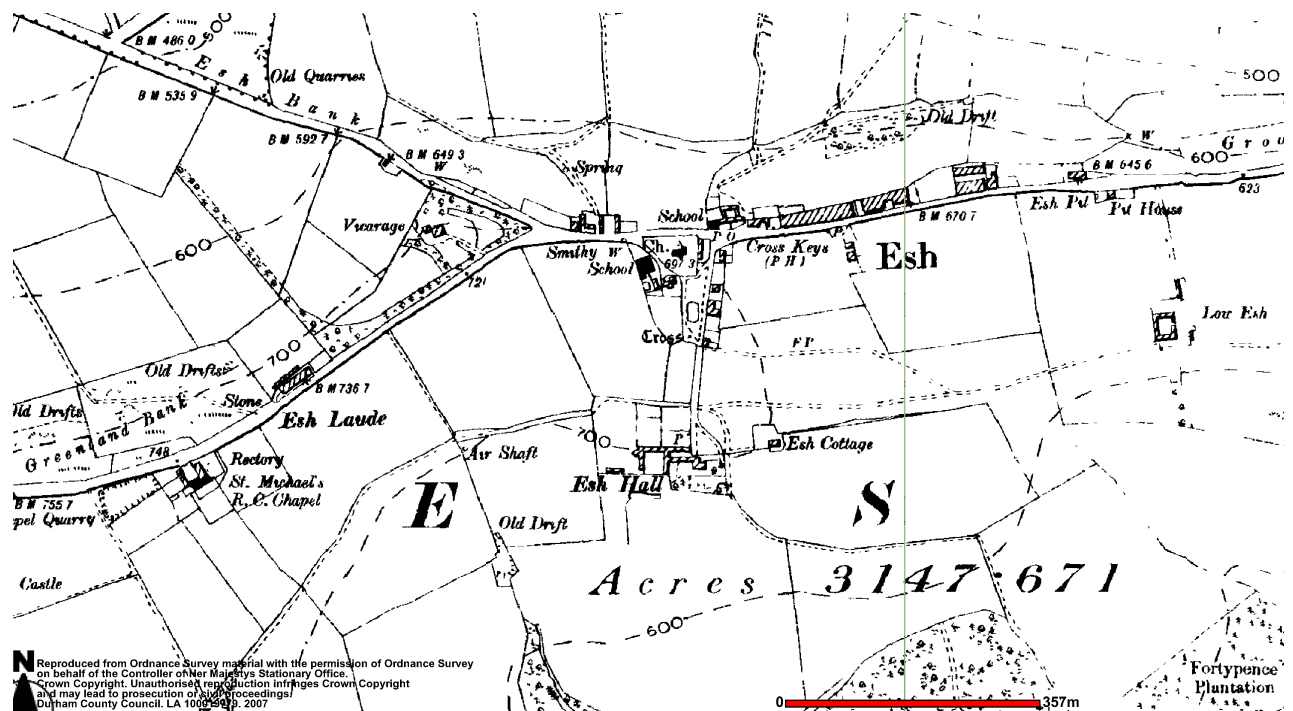 B M 486 0
500
Esh Bank
Old Quarries
B M 535 9
B M 592 7
B M 649 3
W
Spring
School
P O
Old Drift
500
W
600
B M 645 6
623
Esh Pit
Pit House
B M 670 7
Cross Keys
(P H)
P
Esh
Vicarage
Smithy
W
School
Ch.
697 3
600
721
Low Esh
Cross
F P
700
Old Drifts
B M 736 7
Stone
Esh Laude
Old Drifts
Greenland Bank
748
Rectory
St. Michael's
R. C. Chapel
B M 755 7
pel Quarry
Air Shaft
700
P
Esh Cottage
Esh Hall
E
S
Old Drift
Castle
Acres 3147·671
600
Fortypence
Plantation
N
Reproduced from Ordnance Survey material with the permission of Ordnance Survey
on behalf of the Controller of Her Majestys Stationary Office.
Crown Copyright. Unauthorised reproduction infringes Crown Copyright
and may lead to prosecution or civil proceedings.
Durham County Council. LA 2007
0
357m